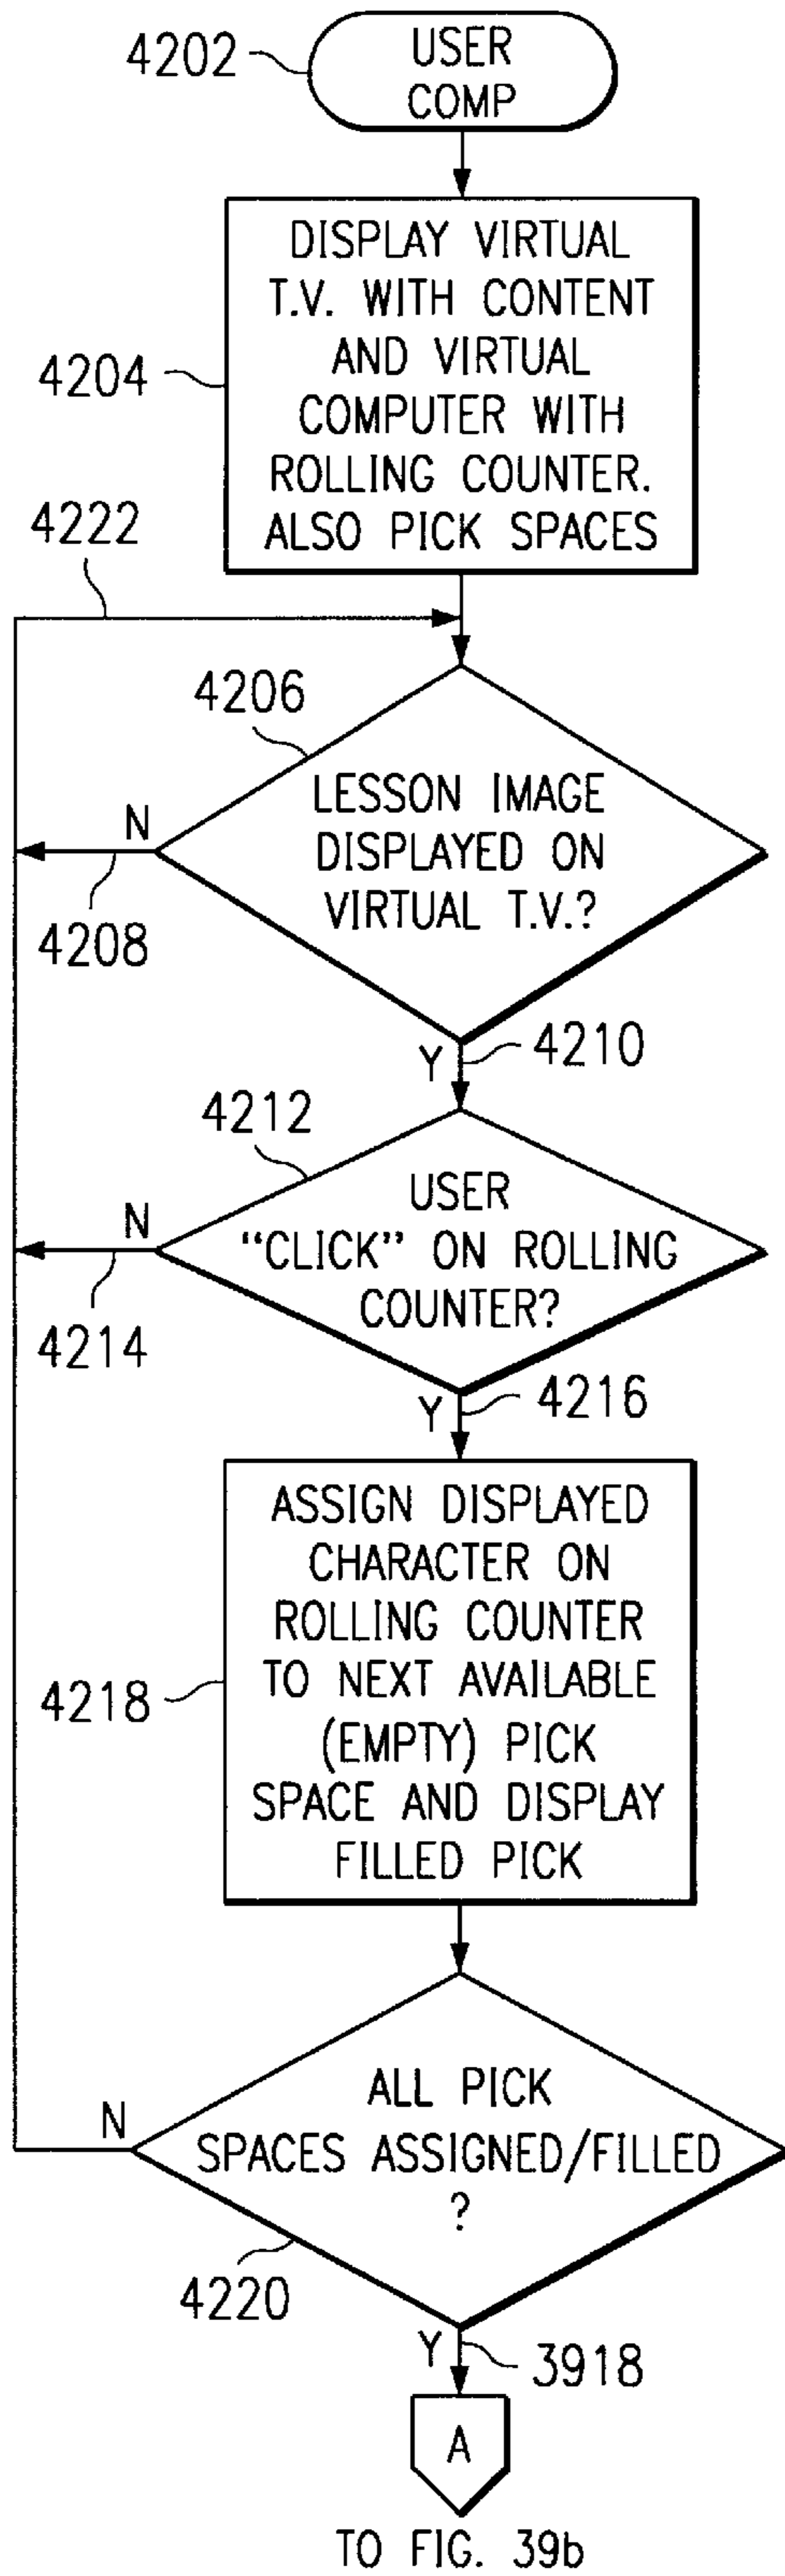 4202
USER
COMP
DISPLAY VIRTUAL
T.V. WITH CONTENT
AND VIRTUAL
COMPUTER WITH
ROLLING COUNTER.
ALSO PICK SPACES
4204
4222
4206
LESSON IMAGE
DISPLAYED ON
VIRTUAL T.V.?
N
4208
Y
4210
4212
USER
“CLICK” ON ROLLING
COUNTER?
N
4214
Y
4216
ASSIGN DISPLAYED
CHARACTER ON
ROLLING COUNTER
TO NEXT AVAILABLE
(EMPTY) PICK
SPACE AND DISPLAY
FILLED PICK
4218
ALL PICK
SPACES ASSIGNED/FILLED
?
N
4220
Y
3918
A
TO FIG. 39b